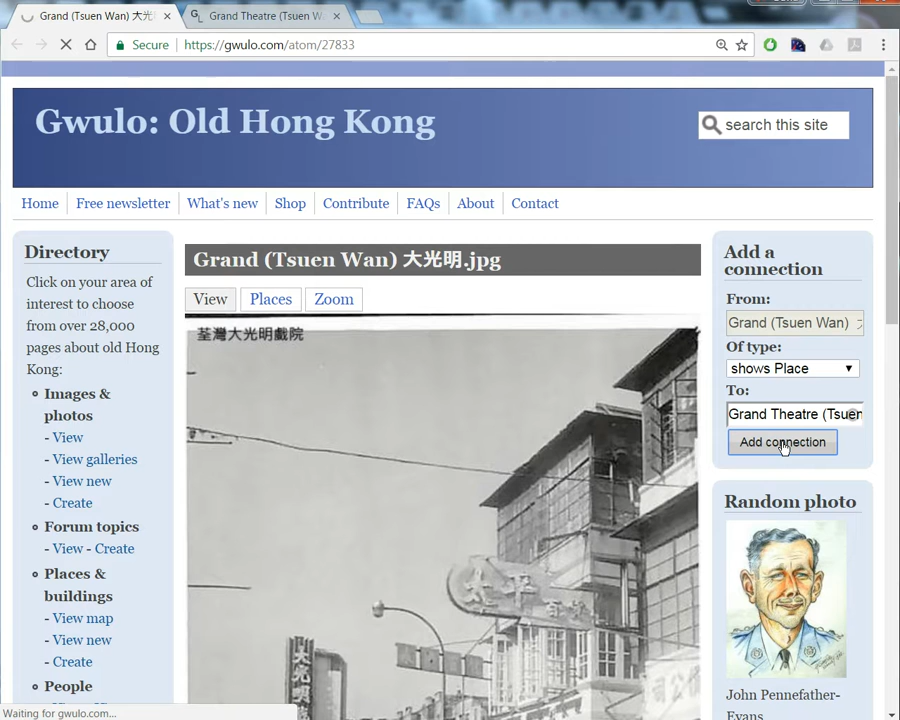 Grand (Tsuen Wan) 大光明
Grand Theatre (Tsuen W
Secure
https://gwulo.com/atom/27833
Gwulo: Old Hong Kong
search this site
Home
Free newsletter
What's new
Shop
Contribute
FAQs
About
Contact
Directory
Click on your area of
interest to choose
from over 28,000
pages about old Hong
Kong:
Images &
photos
- View
- View galleries
- View new
- Create
Forum topics
- View - Create
Places &
buildings
- View map
- View new
- Create
People
Grand (Tsuen Wan) 大光明.jpg
View
Places
Zoom
荃灣大光明戲院
大光明
Add a
connection
From:
Grand (Tsuen Wan)
Of type:
shows Place
To:
Grand Theatre (Tsuen
Add connection
Random photo
John Pennefather-
Evans
Waiting for gwulo.com...